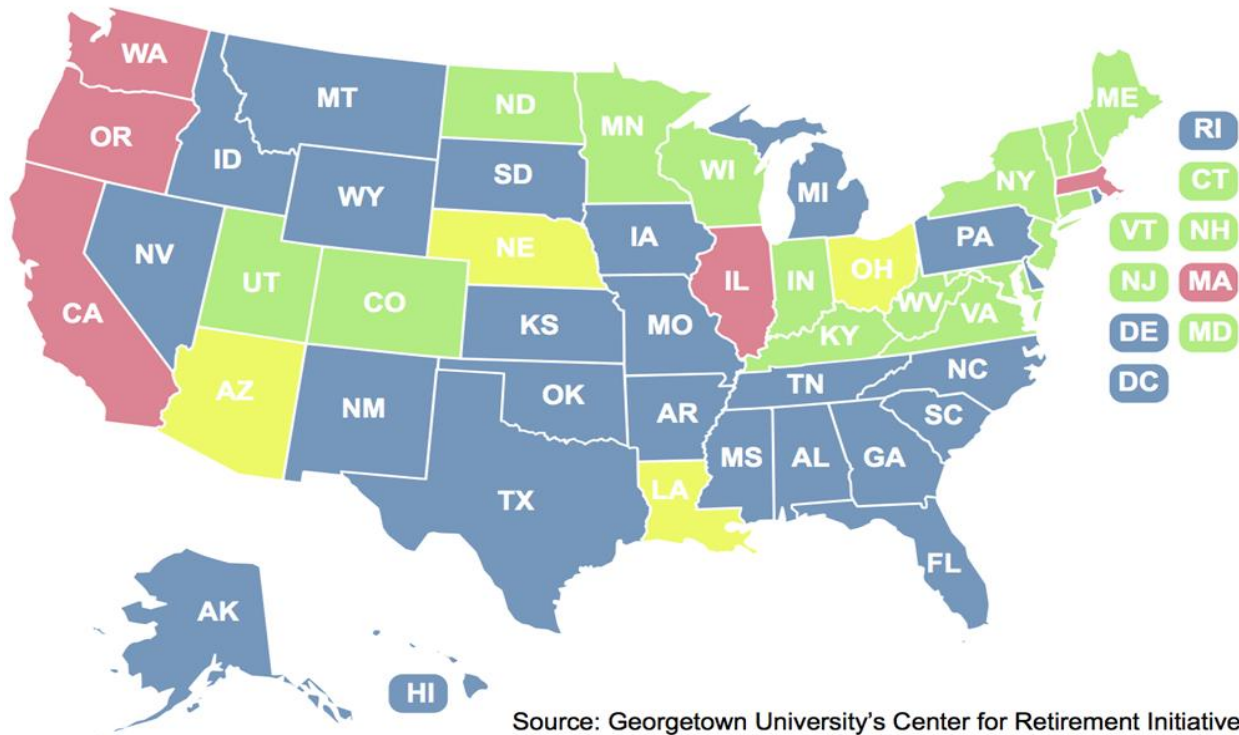 WA
MT
ND
MN
ME
OR
ID
SD
WI
NY
RI
WY
MI
CT
NV
NE
IA
PA
VT
NH
UT
CO
IL
IN
OH
NJ
MA
CA
KS
MO
WV
VA
KY
DE
MD
AZ
NM
OK
AR
TN
NC
DC
SC
MS
AL
GA
TX
LA
FL
AK
HI
Source: Georgetown University's Center for Retirement Initiative